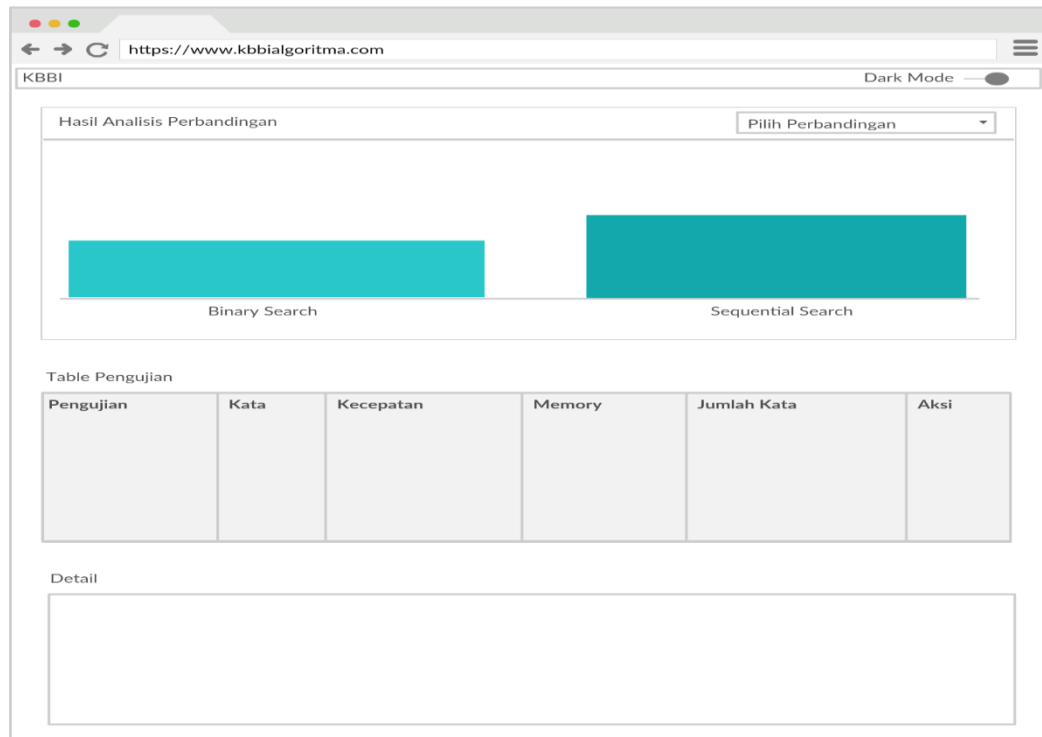 https://www.kbbialgoritma.com
KBBI Dark Mode
Hasil Analisis Perbandingan Pilih Perbandingan
Binary Search Sequential Search
Table Pengujian
Pengujian Kata Kecepatan Memory Jumlah Kata Aksi
Detail